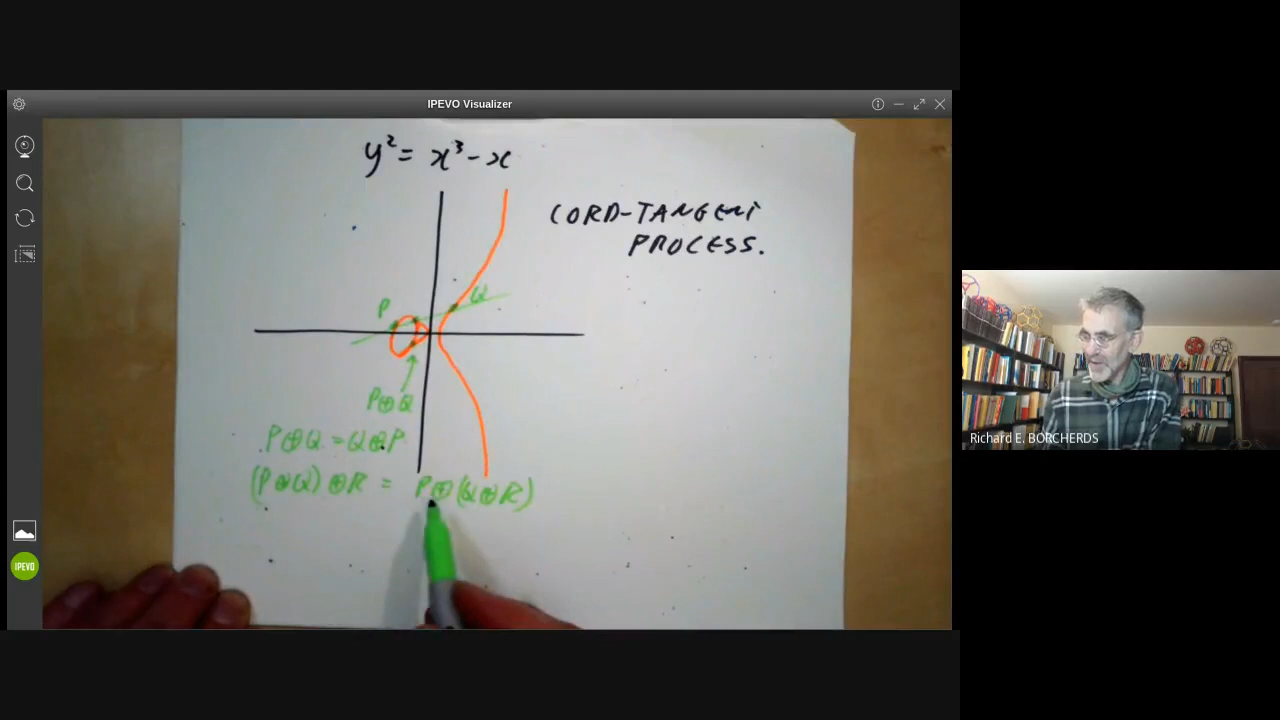 IPEVO Visualizer
y² = x³ - x
CORD-TANGENT
PROCESS.
P
Q
P⊕Q
P⊕Q = Q⊕P
(P⊕Q)⊕R = P⊕(Q⊕R)
IPEVO
Richard E. BORCHERDS